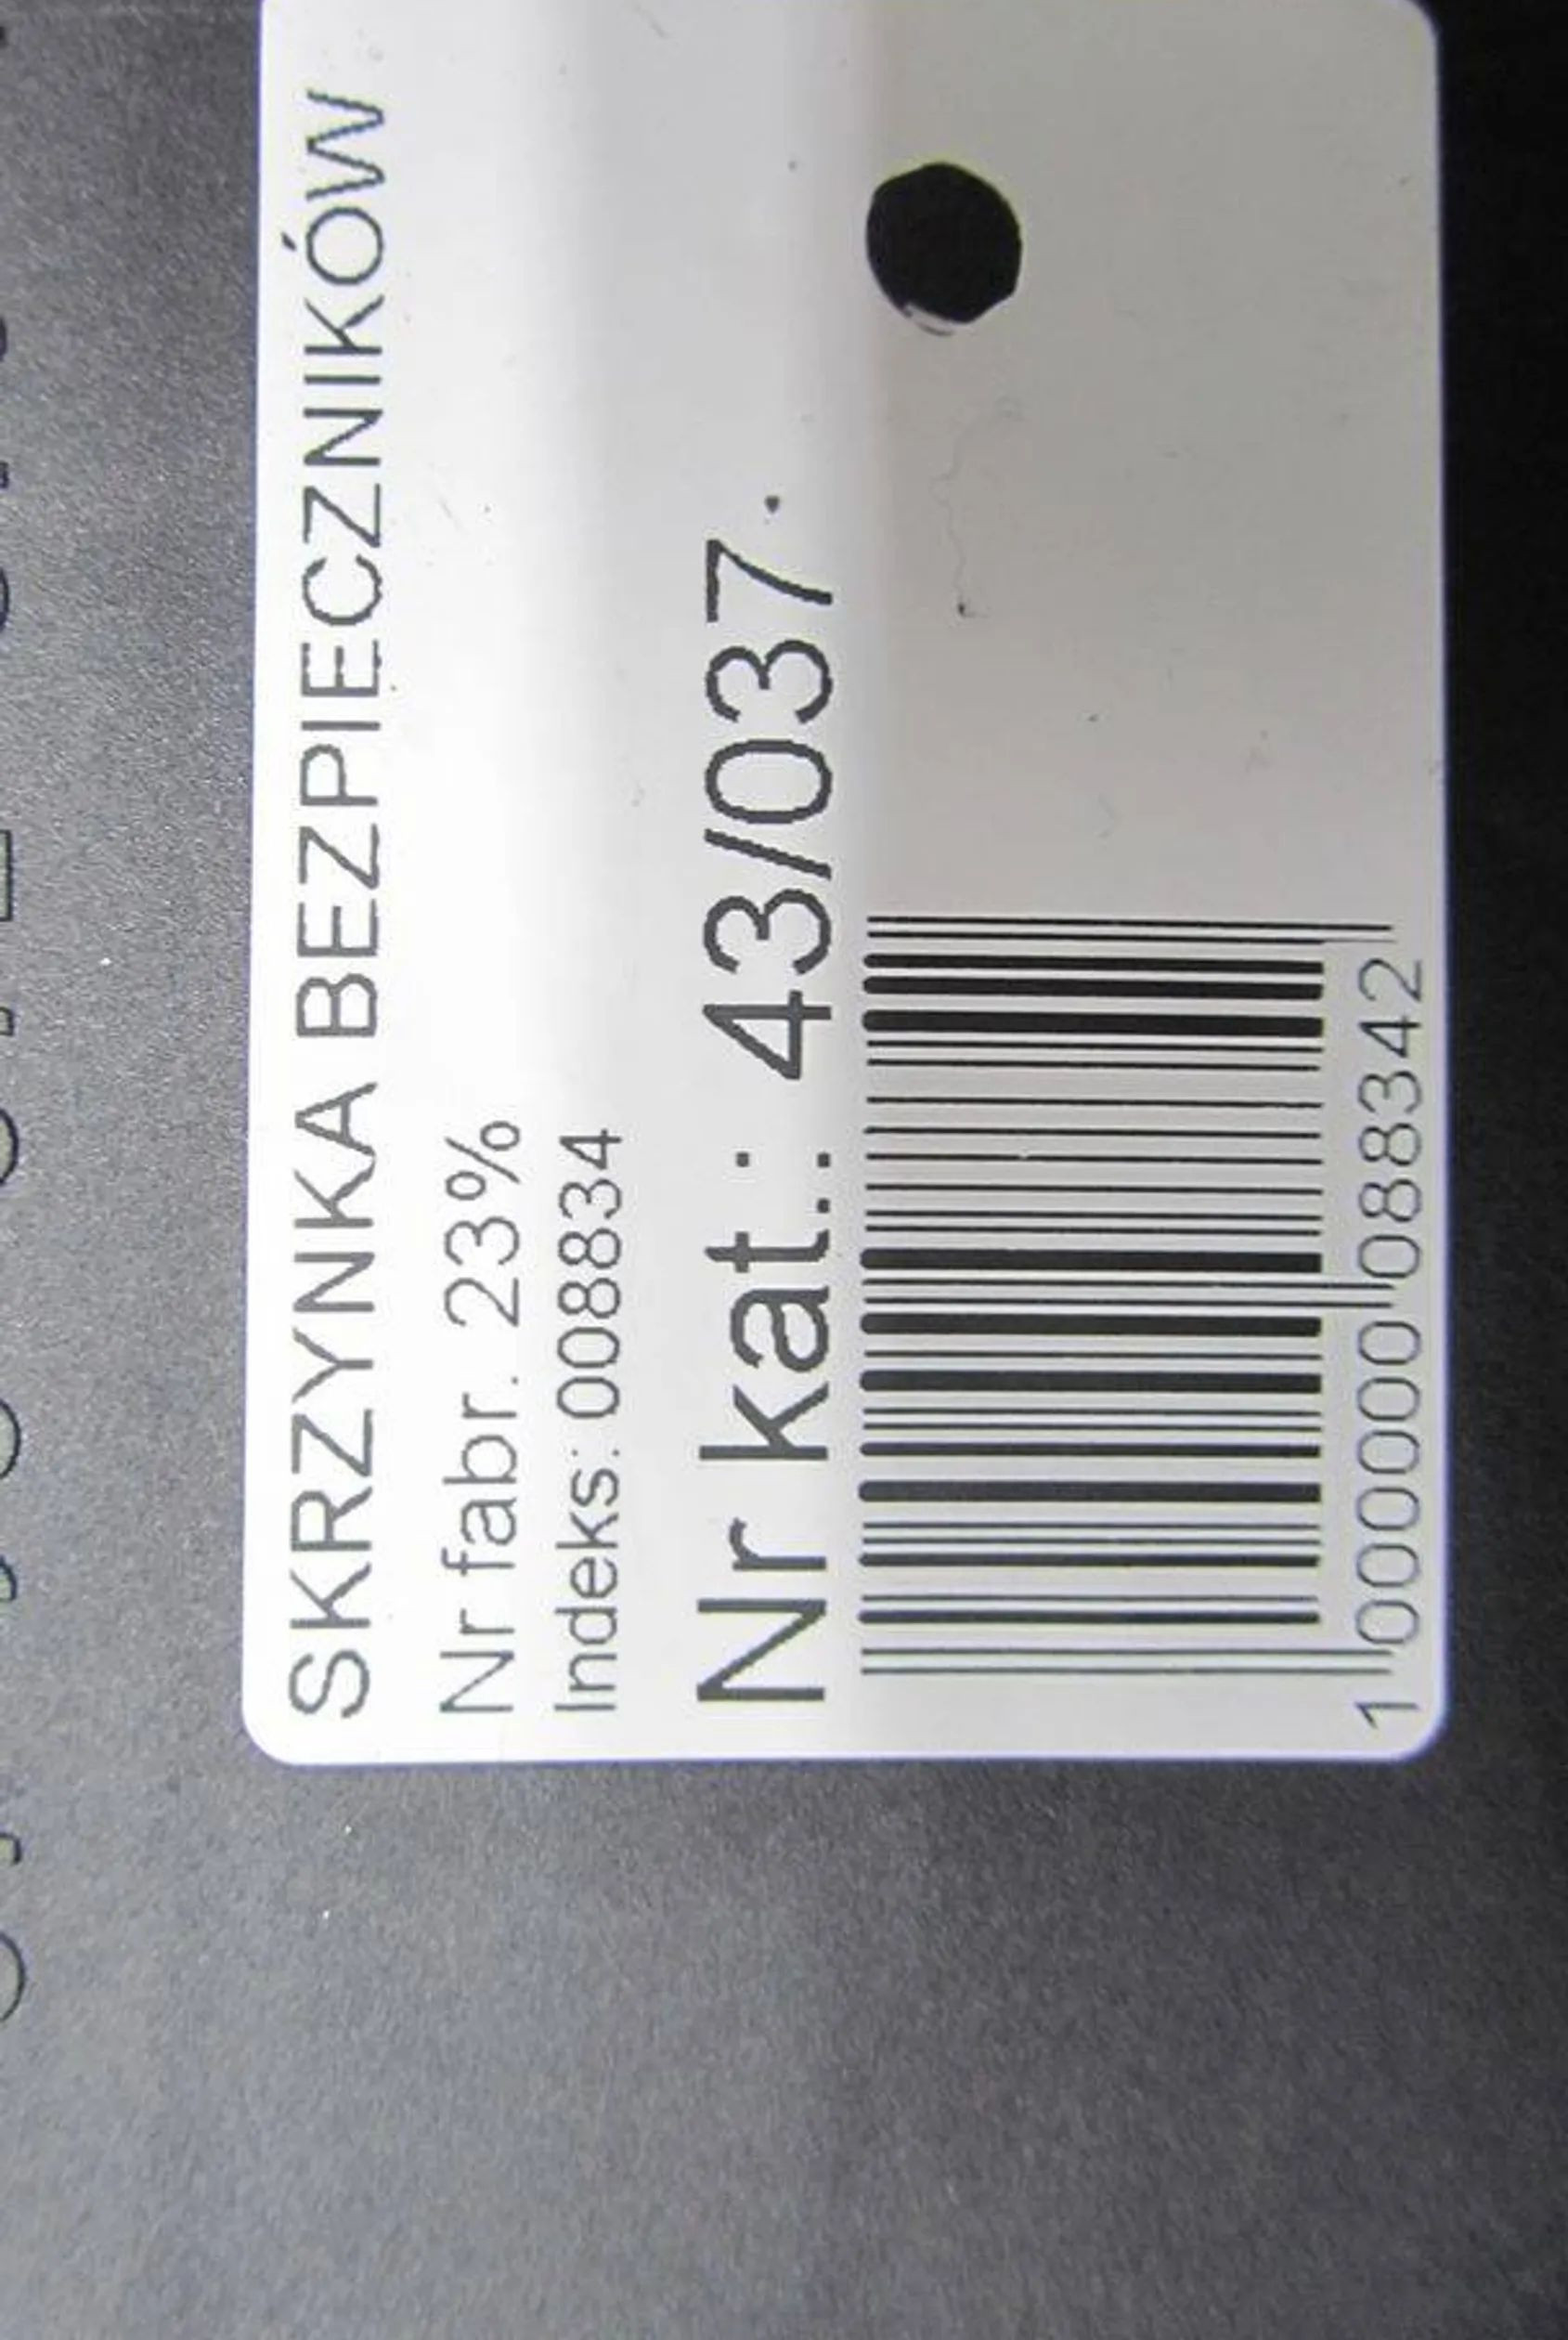 SKRZYNKA BEZPIECZNIKÓW
Nr fabr. 23%
Indeks: 008834
Nr kat.: 43/037
1 000000 088342